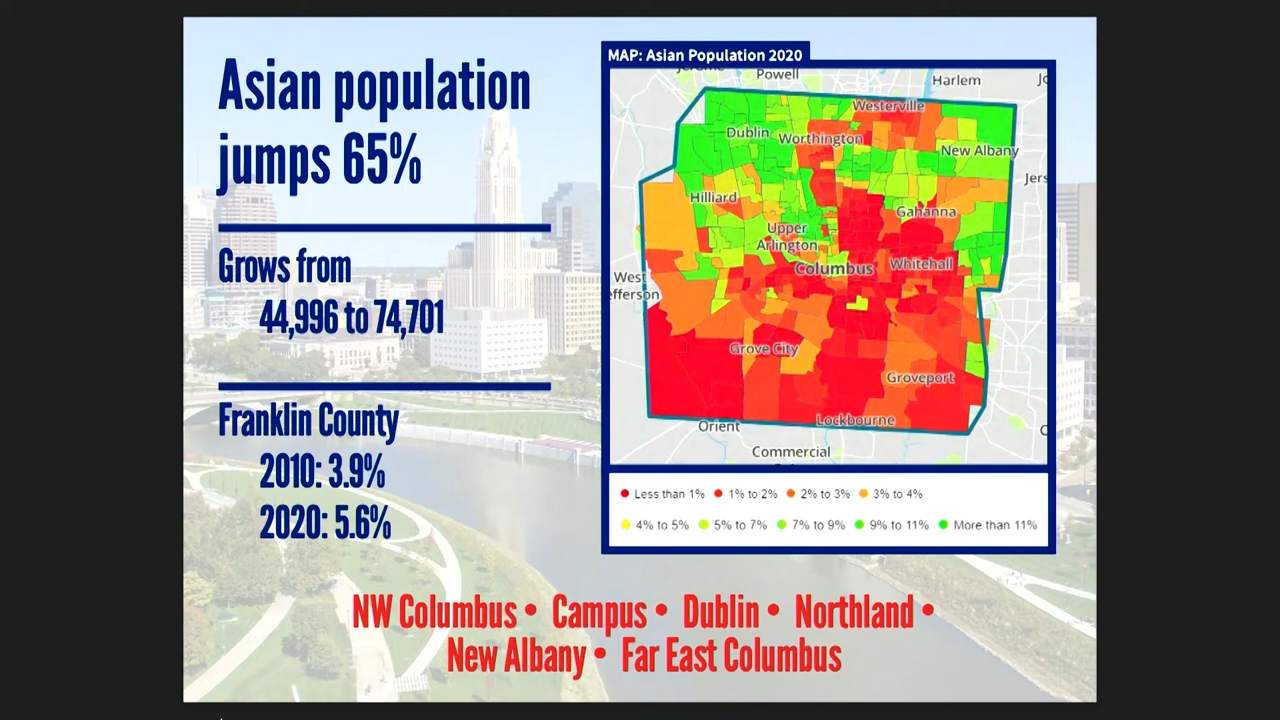 Asian population
jumps 65%
Grows from
44,996 to 74,701
Franklin County
2010: 3.9%
2020: 5.6%
MAP: Asian Population 2020
Powell
Harlem
Westerville
Dublin
Worthington
New Albany
Jers
Hilliard
Gahanna
Upper
Arlington
Columbus
Whitehall
West
efferson
Grove City
Groveport
Orient
Lockbourne
Commercial
Less than 1% 1% to 2% 2% to 3% 3% to 4%
4% to 5% 5% to 7% 7% to 9% 9% to 11% More than 11%
NW Columbus • Campus • Dublin • Northland •
New Albany • Far East Columbus